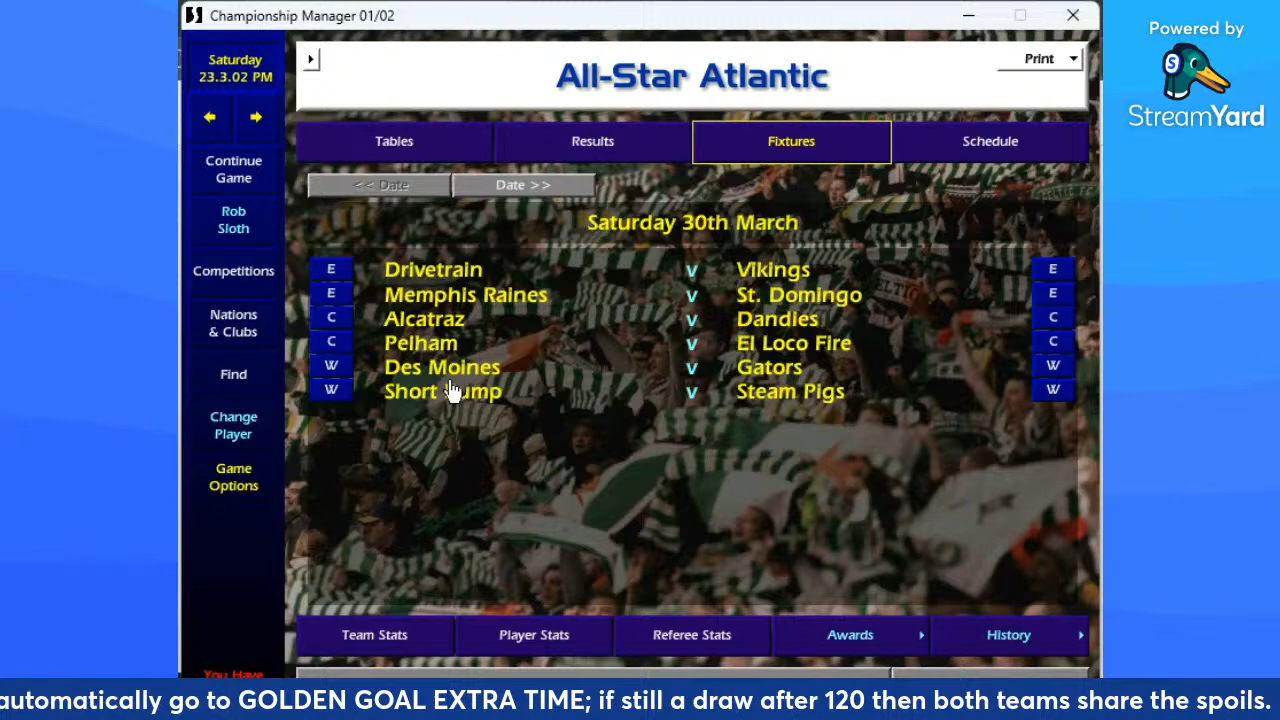 Championship Manager 01/02
Powered by
StreamYard
Saturday
23.3.02 PM
Print
All-Star Atlantic
Tables
Results
Fixtures
Schedule
Continue
Game
<< Date
Date >>
Rob
Sloth
Saturday 30th March
Competitions
E Drivetrain v Vikings E
E Memphis Raines v St. Domingo E
Nations
& Clubs
C Alcatraz v Dandies C
C Pelham v El Loco Fire C
Find
W Des Moines v Gators W
W Short v Steam Pigs W
Change
Player
CELTIC
Game
Options
Team Stats
Player Stats
Referee Stats
Awards
History
You Have
automatically go to GOLDEN GOAL EXTRA TIME; if still a draw after 120 then both teams share the spoils.